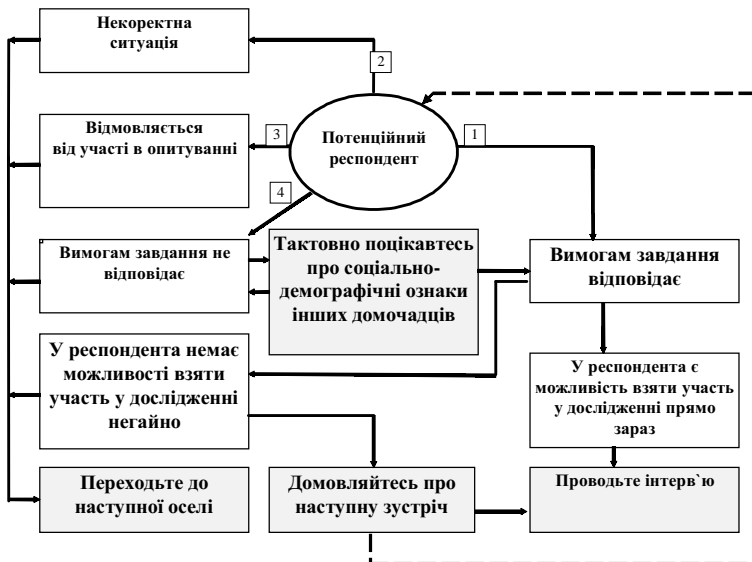 Некоректна
ситуація
2
Відмовляється
від участі в опитуванні
3
Потенційний
респондент
1
4
Вимогам завдання не
відповідає
Тактовно поцікавтесь
про соціально-
демографічні ознаки
інших домочадців
Вимогам завдання
відповідає
У респондента немає
можливості взяти
участь у дослідженні
негайно
У респондента є
можливість взяти участь
у дослідженні прямо
зараз
Переходьте до
наступної оселі
Домовляйтесь про
наступну зустріч
Проводьте інтерв`ю